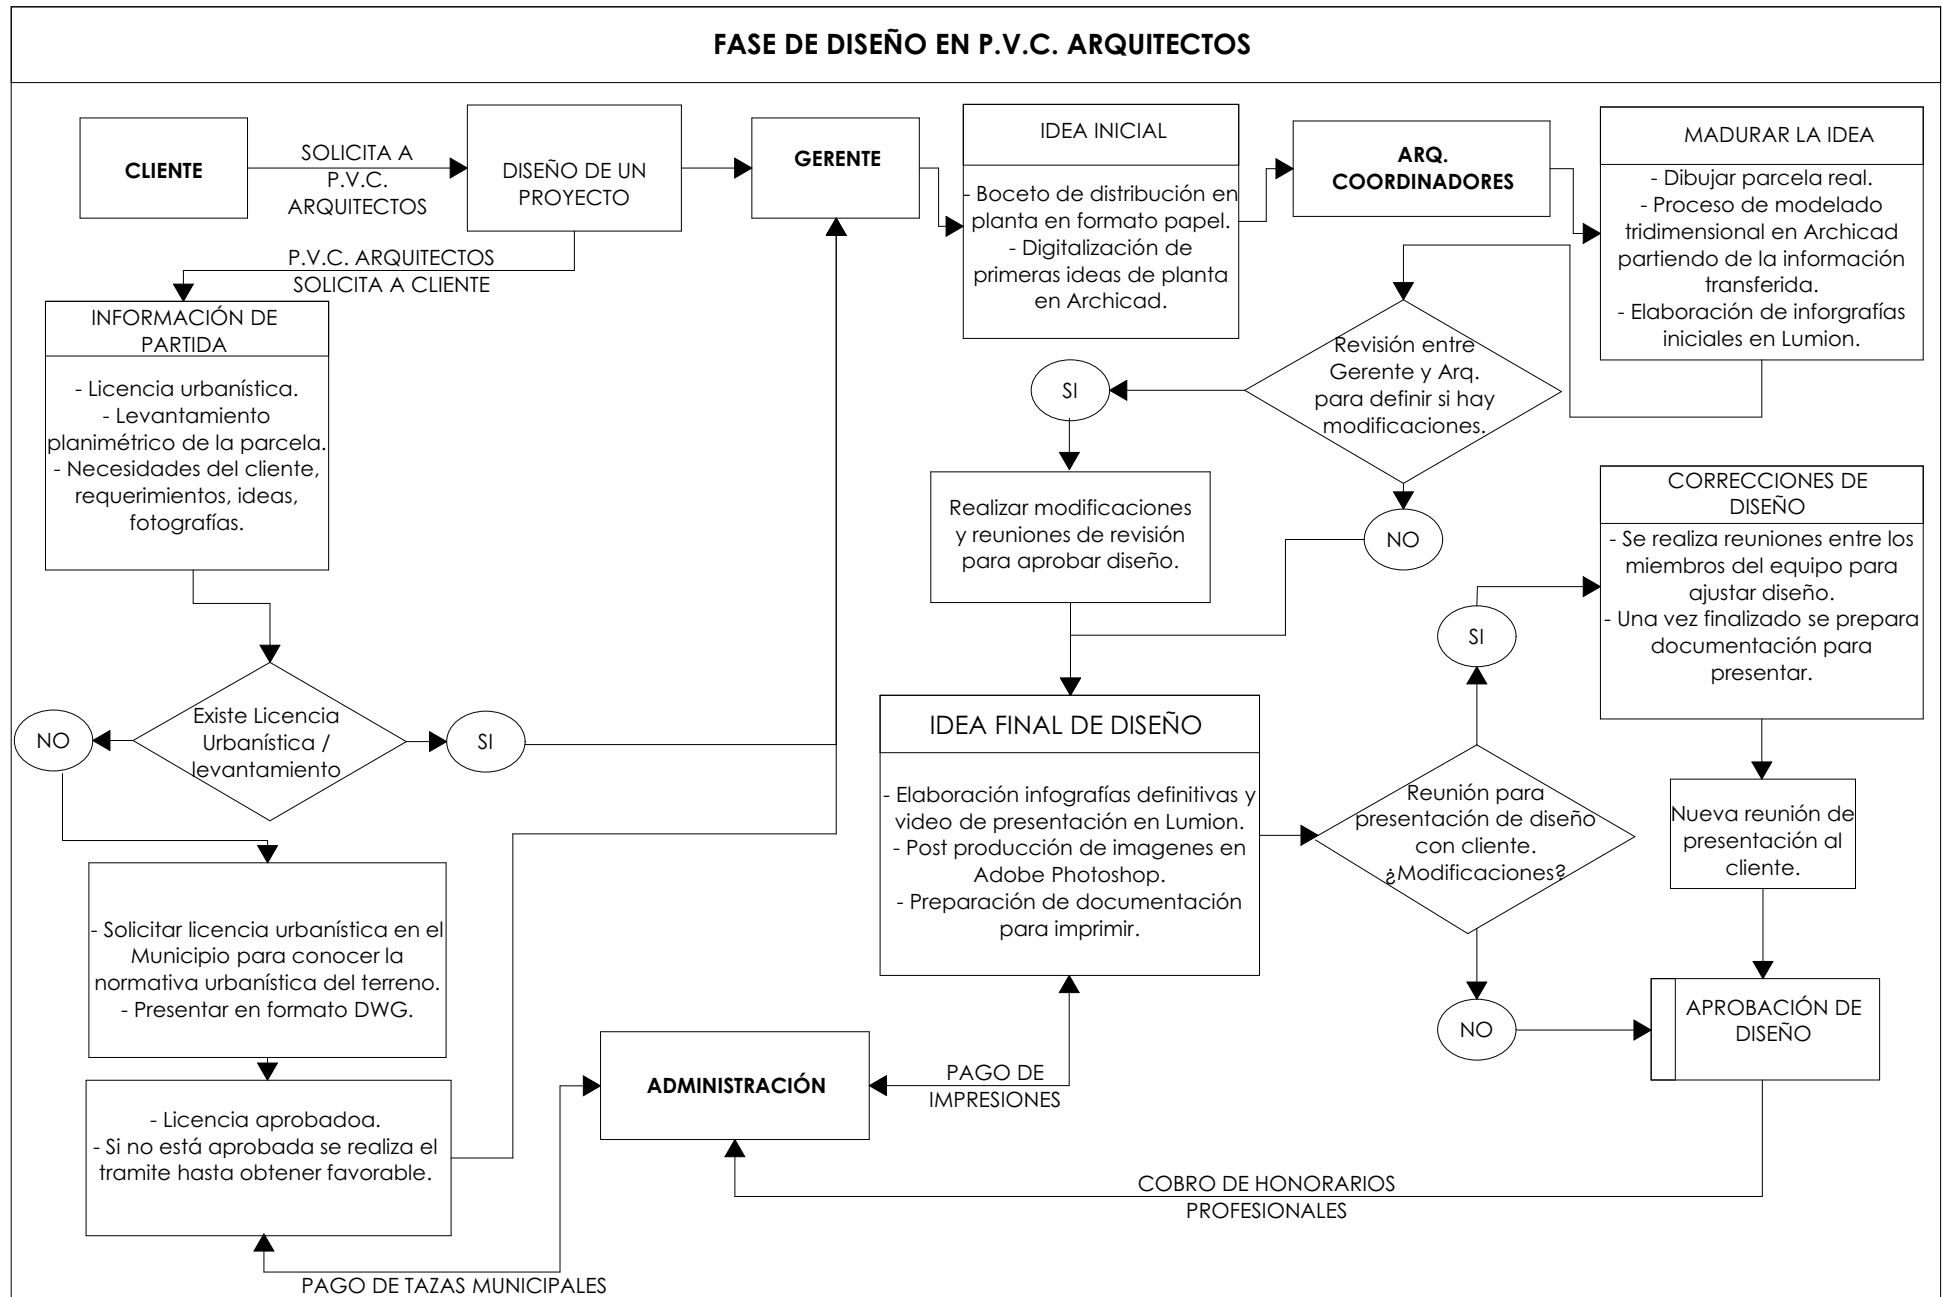 FASE DE DISEÑO EN P.V.C. ARQUITECTOS
CLIENTE
SOLICITA A
P.V.C.
ARQUITECTOS
DISEÑO DE UN
PROYECTO
GERENTE
IDEA INICIAL
- Boceto de distribución en
planta en formato papel.
- Digitalización de
primeras ideas de planta
en Archicad.
ARQ.
COORDINADORES
MADURAR LA IDEA
- Dibujar parcela real.
- Proceso de modelado
tridimensional en Archicad
partiendo de la información
transferida.
- Elaboración de inforgrafías
iniciales en Lumion.
P.V.C. ARQUITECTOS
SOLICITA A CLIENTE
INFORMACIÓN DE
PARTIDA
- Licencia urbanística.
- Levantamiento
planimétrico de la parcela.
- Necesidades del cliente,
requerimientos, ideas,
fotografías.
Revisión entre
Gerente y Arq.
para definir si hay
modificaciones.
SI
NO
Realizar modificaciones
y reuniones de revisión
para aprobar diseño.
CORRECCIONES DE
DISEÑO
- Se realiza reuniones entre los
miembros del equipo para
ajustar diseño.
- Una vez finalizado se prepara
documentación para
presentar.
SI
Existe Licencia
Urbanística /
levantamiento
NO
SI
IDEA FINAL DE DISEÑO
- Elaboración infografías definitivas y
video de presentación en Lumion.
- Post producción de imagenes en
Adobe Photoshop.
- Preparación de documentación
para imprimir.
Reunión para
presentación de diseño
con cliente.
¿Modificaciones?
Nueva reunión de
presentación al
cliente.
- Solicitar licencia urbanística en el
Municipio para conocer la
normativa urbanística del terreno.
- Presentar en formato DWG.
NO
APROBACIÓN DE
DISEÑO
ADMINISTRACIÓN
PAGO DE
IMPRESIONES
- Licencia aprobadoa.
- Si no está aprobada se realiza el
tramite hasta obtener favorable.
COBRO DE HONORARIOS
PROFESIONALES
PAGO DE TAZAS MUNICIPALES